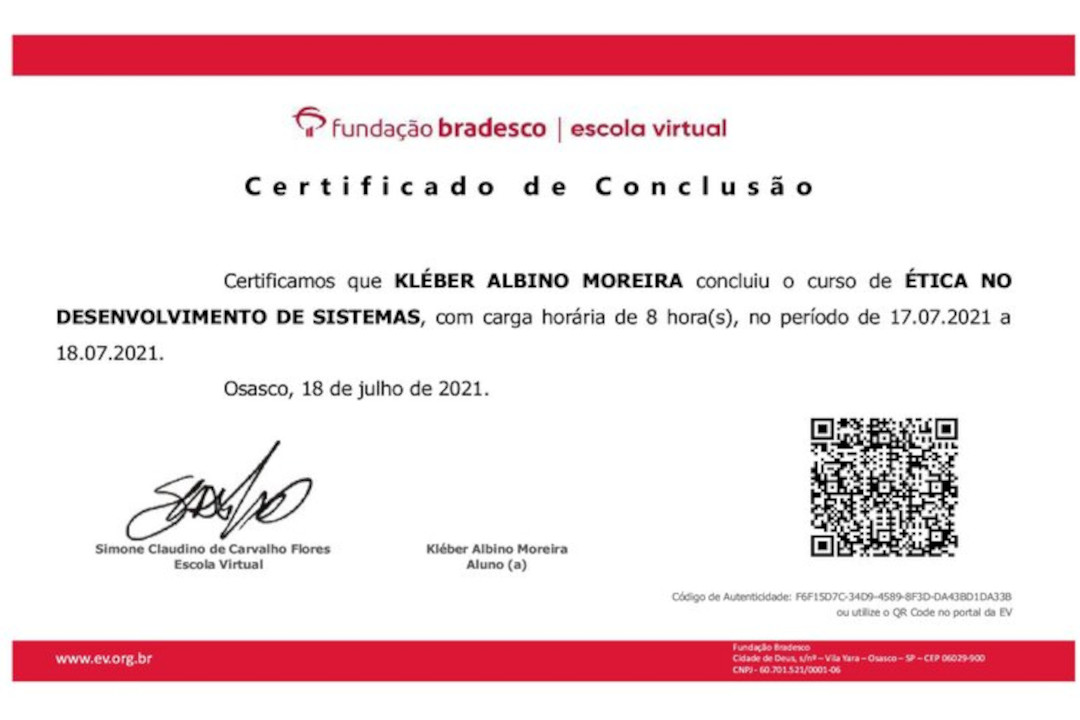 fundação bradesco | escola virtual
Certificado de Conclusão
Certificamos que KLÉBER ALBINO MOREIRA concluiu o curso de ÉTICA NO
DESENVOLVIMENTO DE SISTEMAS, com carga horária de 8 hora(s), no período de 17.07.2021 a
18.07.2021.
Osasco, 18 de julho de 2021.
Simone Claudino de Carvalho Flores
Escola Virtual
Kléber Albino Moreira
Aluno (a)
Código de Autenticidade: F6F15D7C-34D9-4589-8F3D-DA43BD1DA33B
ou utilize o QR Code no portal da EV
www.ev.org.br
Fundação Bradesco
Cidade de Deus, s/nº – Vila Yara – Osasco – SP – CEP 06029-900
CNPJ - 60.701.521/0001-06